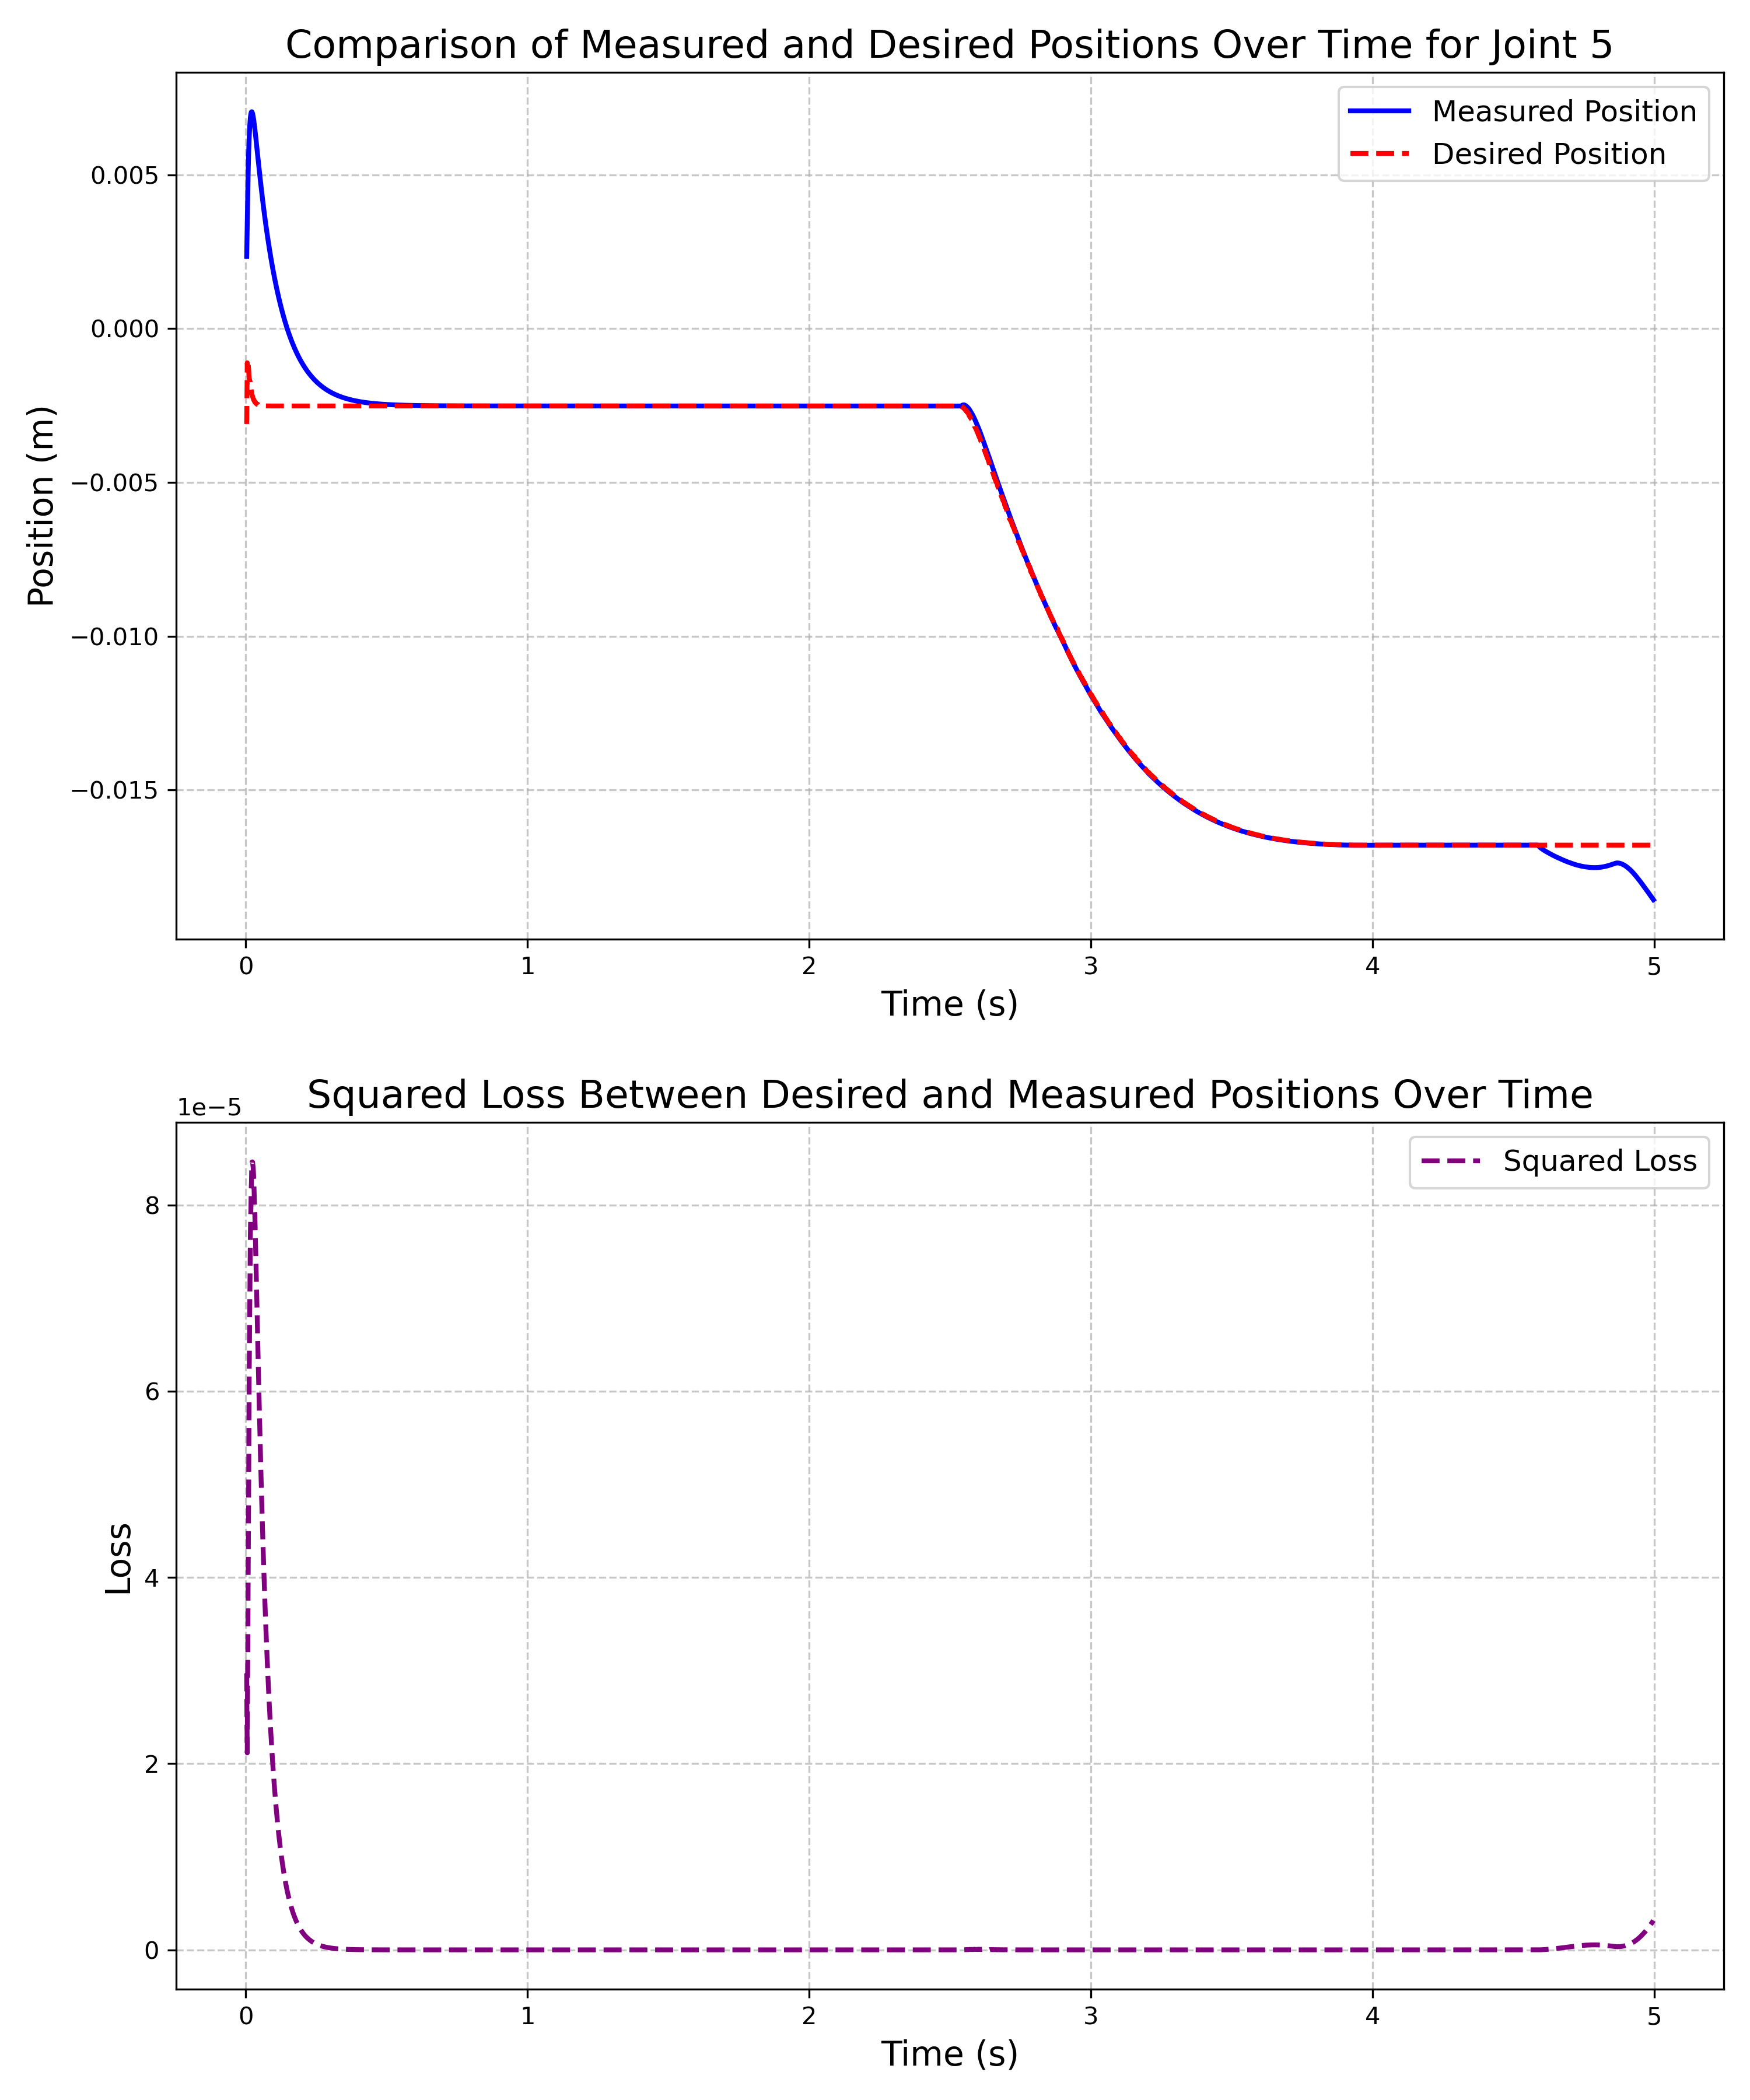 Comparison of Measured and Desired Positions Over Time for Joint 5
Measured Position
Desired Position
Position (m)
0.005
0.000
−0.005
−0.010
−0.015
0 1 2 3 4 5
Time (s)
Squared Loss Between Desired and Measured Positions Over Time
1e−5
Squared Loss
Loss
8
6
4
2
0
0 1 2 3 4 5
Time (s)